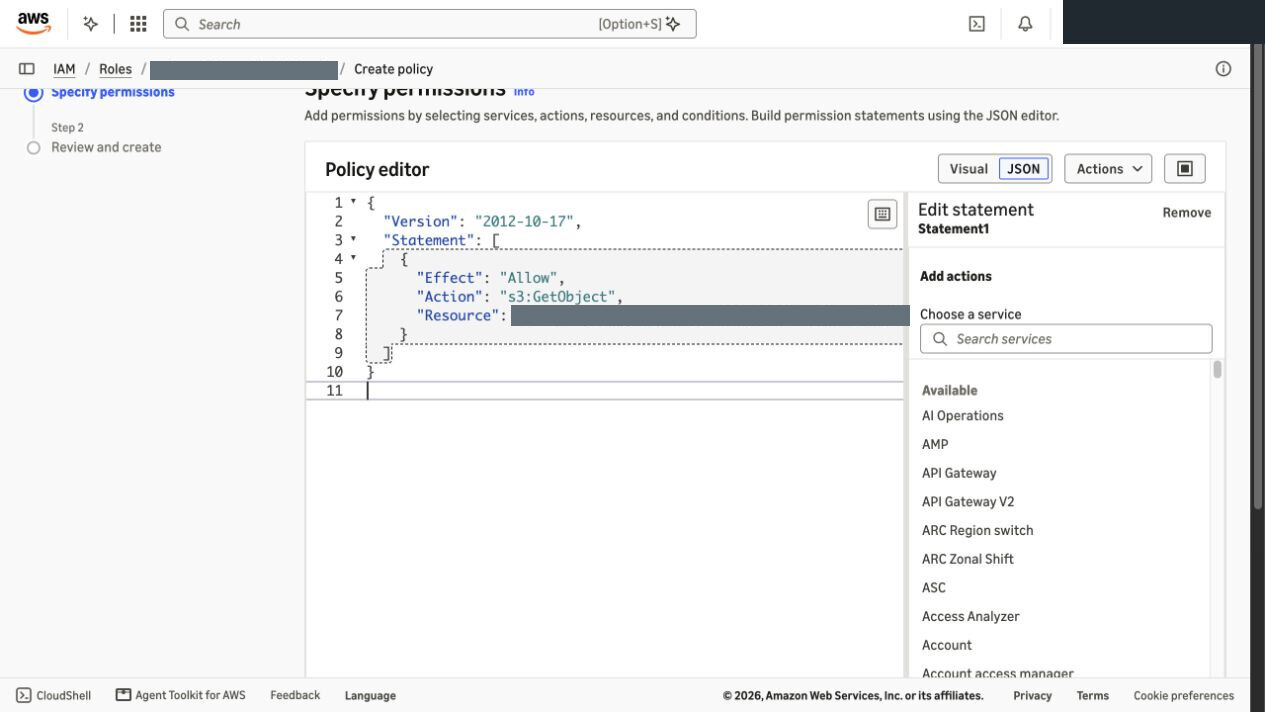 aws
Search [Option+S]
IAM / Roles / / Create policy
Specify permissions
Step 2
Review and create
Specify permissions Info
Add permissions by selecting services, actions, resources, and conditions. Build permission statements using the JSON editor.
Policy editor
Visual JSON Actions
1 {
2 "Version": "2012-10-17",
3 "Statement": [
4 {
5 "Effect": "Allow",
6 "Action": "s3:GetObject",
7 "Resource":
8 }
9 ]
10 }
11
Edit statement Remove
Statement1
Add actions
Choose a service
Search services
Available
AI Operations
AMP
API Gateway
API Gateway V2
ARC Region switch
ARC Zonal Shift
ASC
Access Analyzer
Account
Account access manager
CloudShell Agent Toolkit for AWS Feedback Language © 2026, Amazon Web Services, Inc. or its affiliates. Privacy Terms Cookie preferences